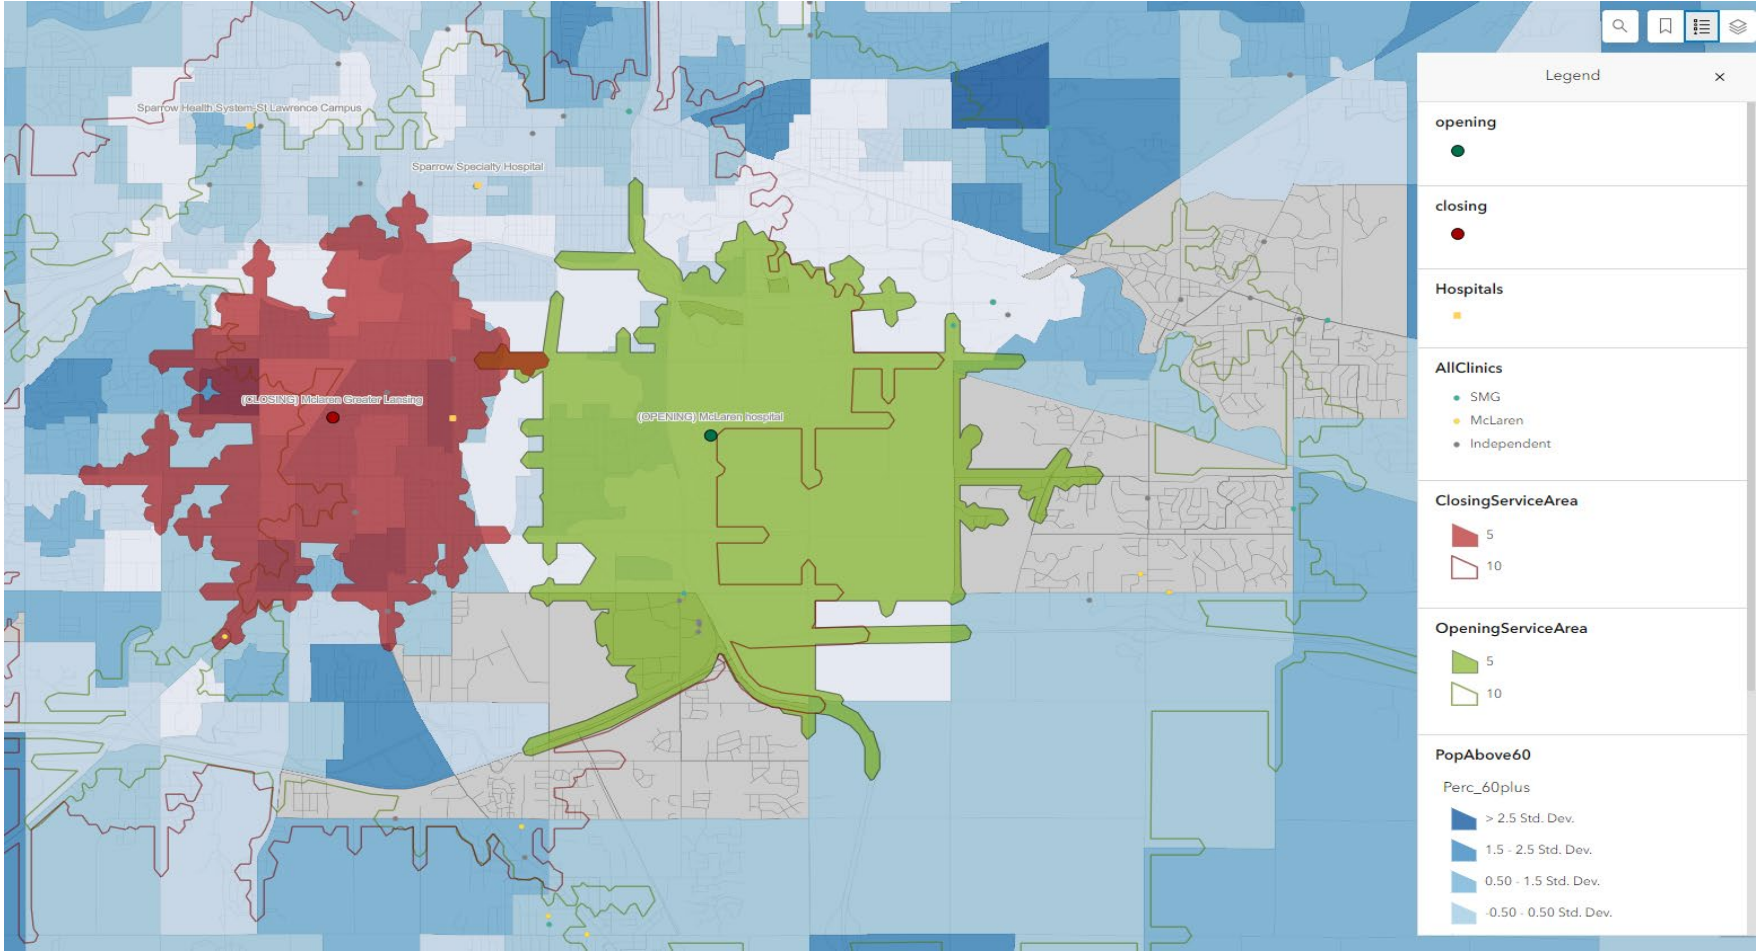 Sparrow Health System-St Lawrence Campus
Sparrow Specialty Hospital
(CLOSING) Mclaren Greater Lansing
(OPENING) McLaren hospital
Legend
opening
closing
Hospitals
AllClinics
SMG
McLaren
Independent
ClosingServiceArea
5
10
OpeningServiceArea
5
10
PopAbove60
Perc_60plus
> 2.5 Std. Dev.
1.5 - 2.5 Std. Dev.
0.50 - 1.5 Std. Dev.
-0.50 - 0.50 Std. Dev.